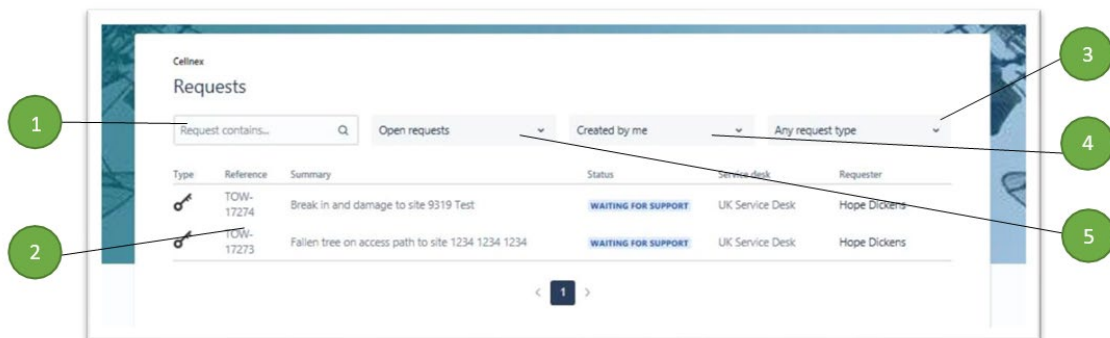 Cellnex
Requests
1
Request contains...
Open requests
Created by me
Any request type
3
4
Type Reference Summary Status Service desk Requester
TOW-
17274
Break in and damage to site 9319 Test
WAITING FOR SUPPORT
UK Service Desk
Hope Dickens
2
TOW-
17273
Fallen tree on access path to site 1234 1234 1234
WAITING FOR SUPPORT
UK Service Desk
Hope Dickens
5
< 1 >